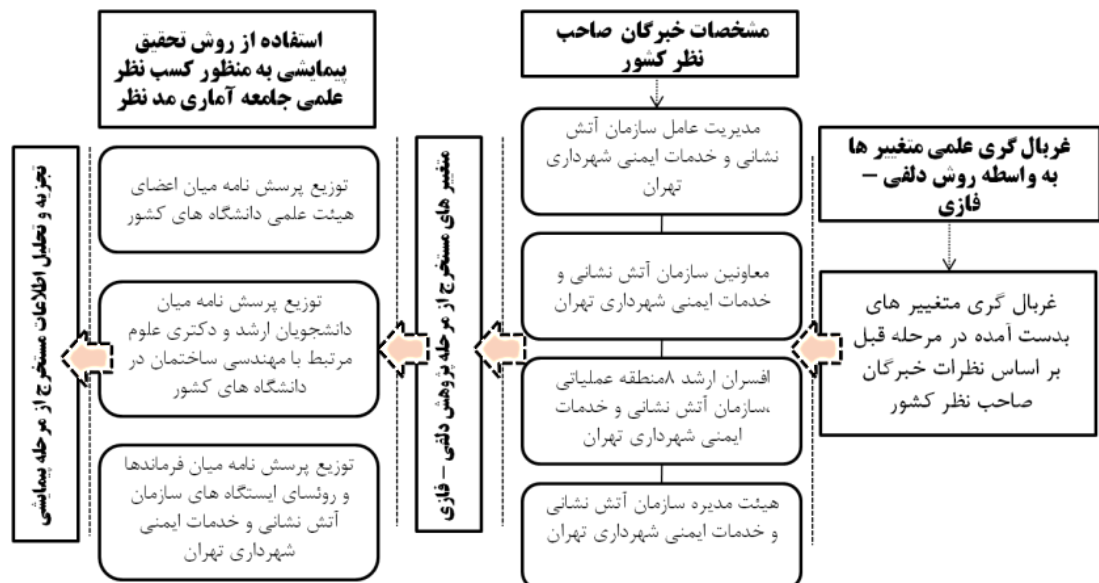 غربال گری علمی متغییر ها
به واسطه روش دلفی –
فازی
غربال گری متغییر های
بدست آمده در مرحله قبل
بر اساس نظرات خبرگان
صاحب نظر کشور
مشخصات خبرگان صاحب
نظر کشور
مدیریت عامل سازمان آتش
نشانی و خدمات ایمنی شهرداری
تهران
معاونین سازمان آتش نشانی و
خدمات ایمنی شهرداری تهران
افسران ارشد ۸منطقه عملیاتی
،سازمان آتش نشانی و خدمات
ایمنی شهرداری تهران
هیئت مدیره سازمان آتش نشانی
و خدمات ایمنی شهرداری تهران
متغییر های مستخرج از مرحله پژوهش دلفی – فازی
استفاده از روش تحقیق
پیمایشی به منظور کسب نظر
علمی جامعه آماری مد نظر
توزیع پرسش نامه میان اعضای
هیئت علمی دانشگاه های کشور
توزیع پرسش نامه میان
دانشجویان ارشد و دکتری علوم
مرتبط با مهندسی ساختمان در
دانشگاه های کشور
توزیع پرسش نامه میان فرماندها
و روئسای ایستگاه های سازمان
آتش نشانی و خدمات ایمنی
شهرداری تهران
تجزیه و تحلیل اطلاعات مستخرج از مرحله پیمایشی